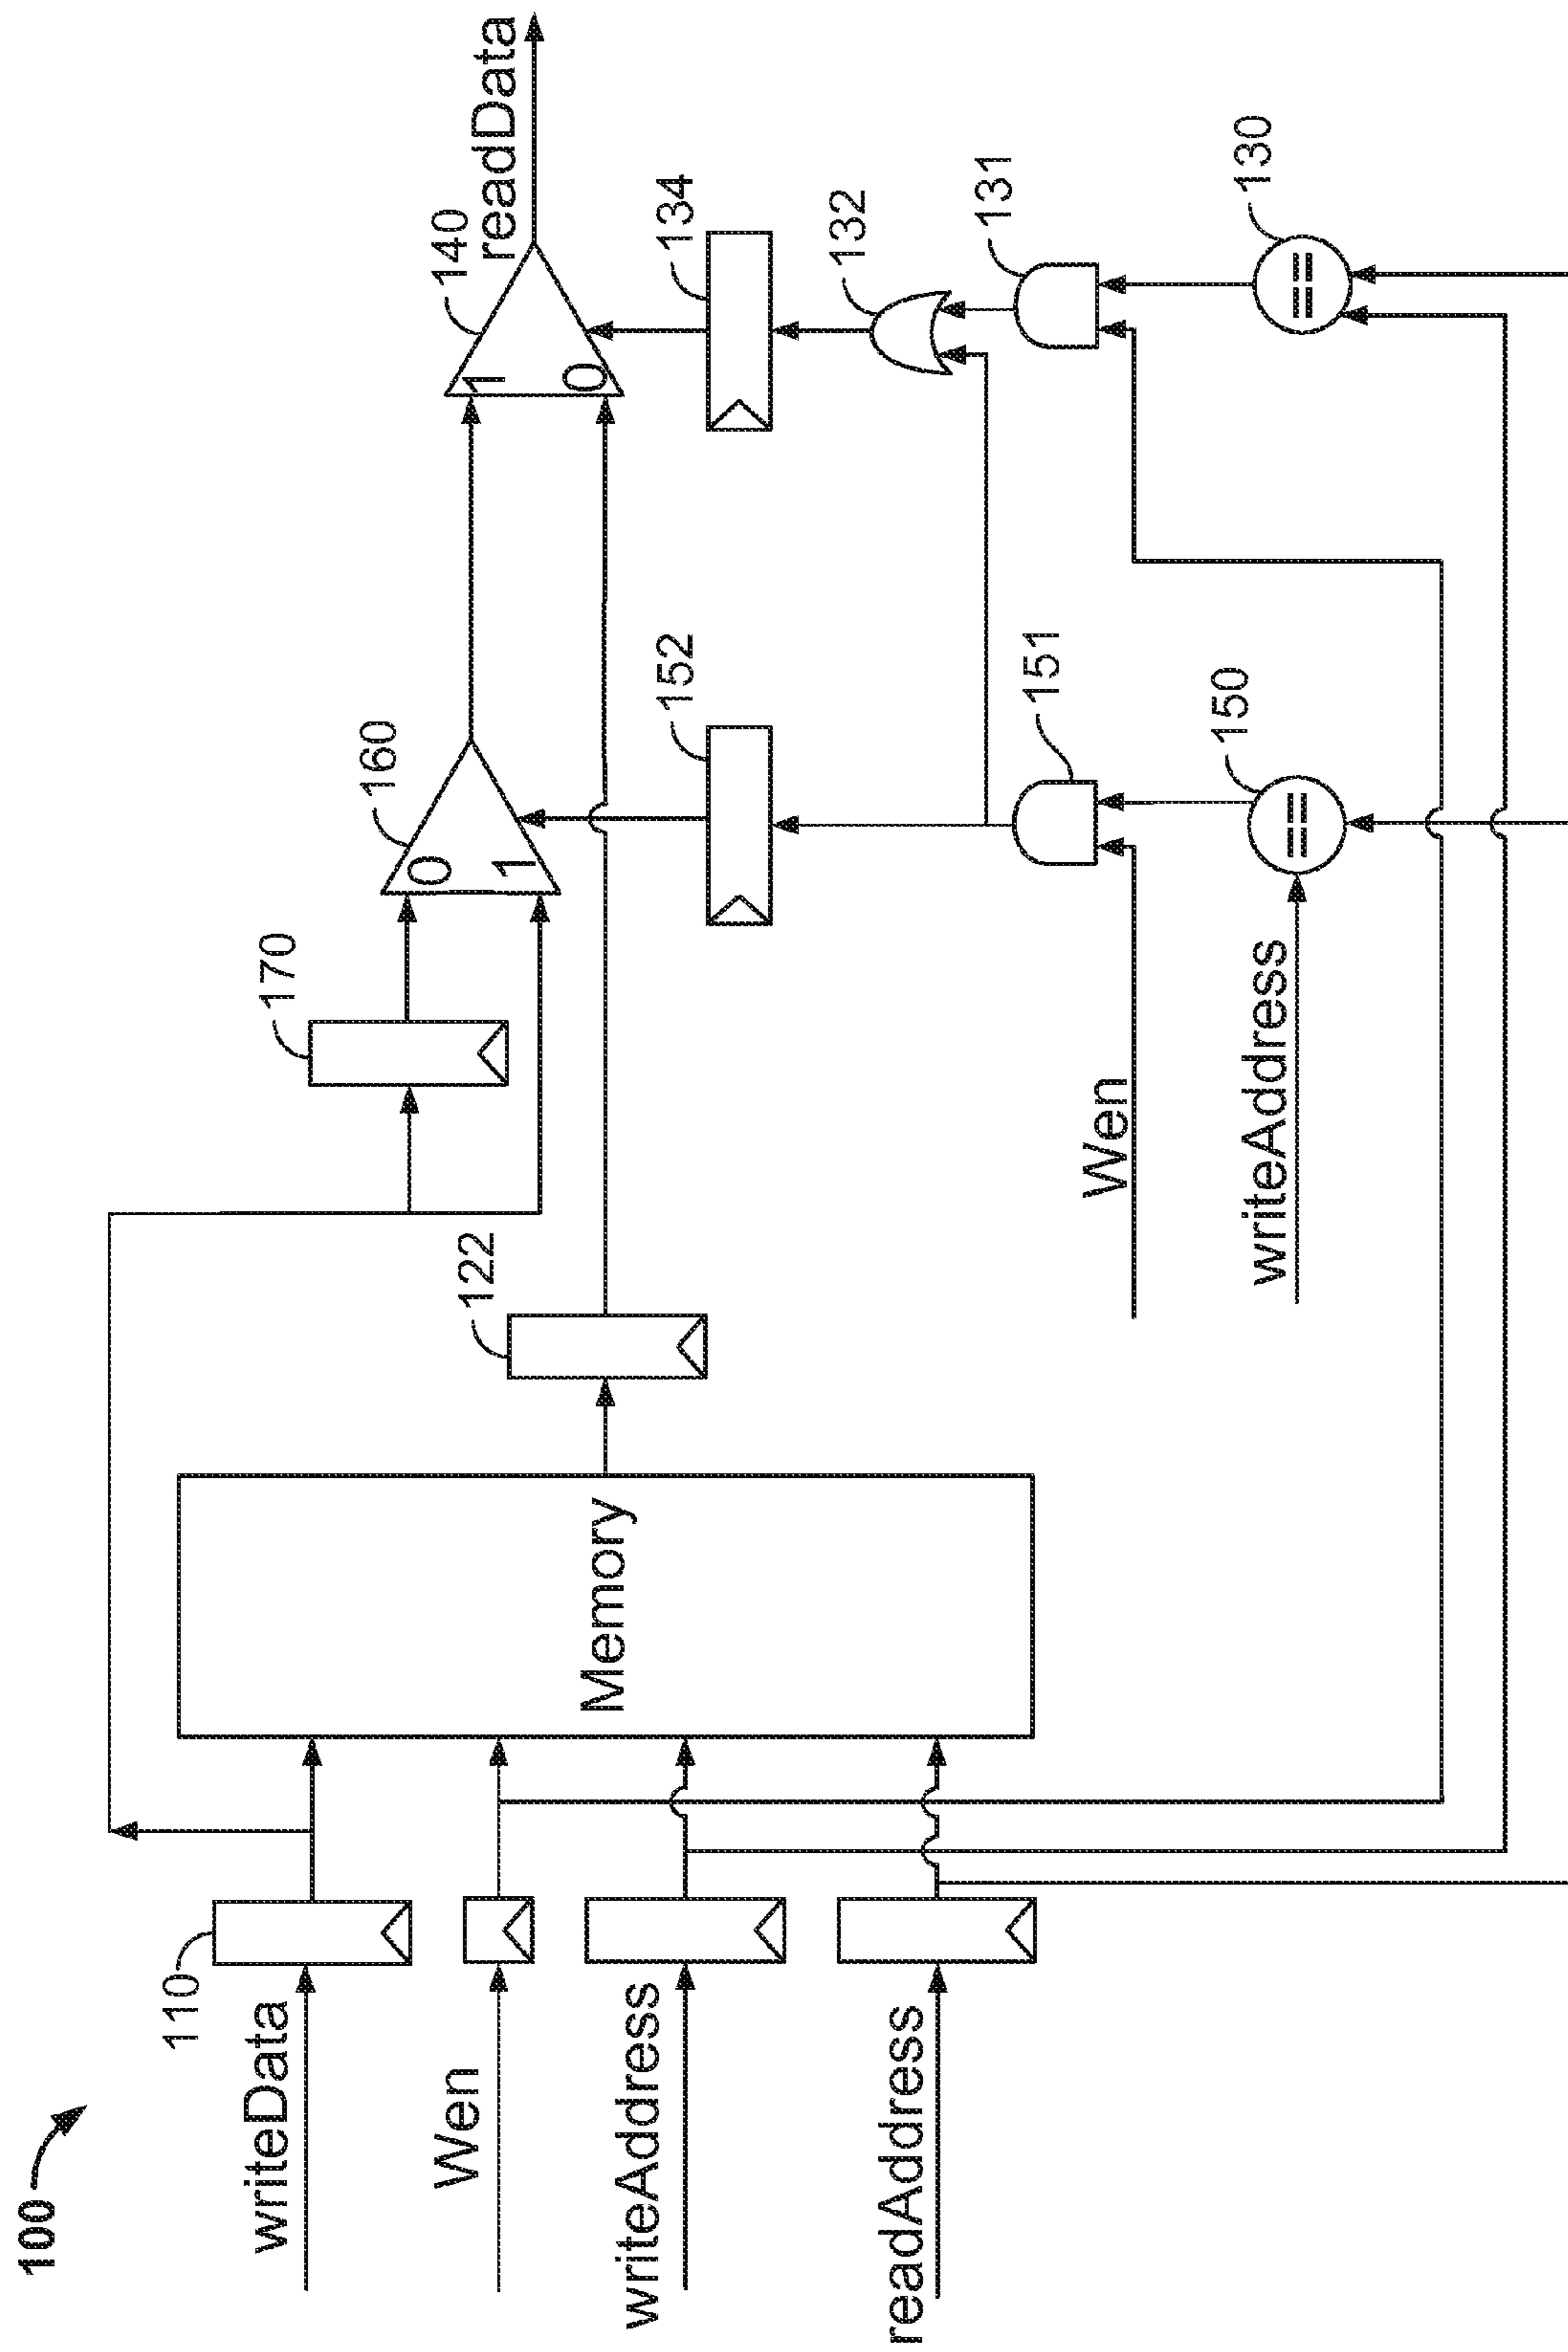 100
110
writeData
Wen
writeAddress
readAddress
Memory
122
170
0
1
160
1
0
140
readData
152
134
132
151
131
Wen
writeAddress
==
150
==
130